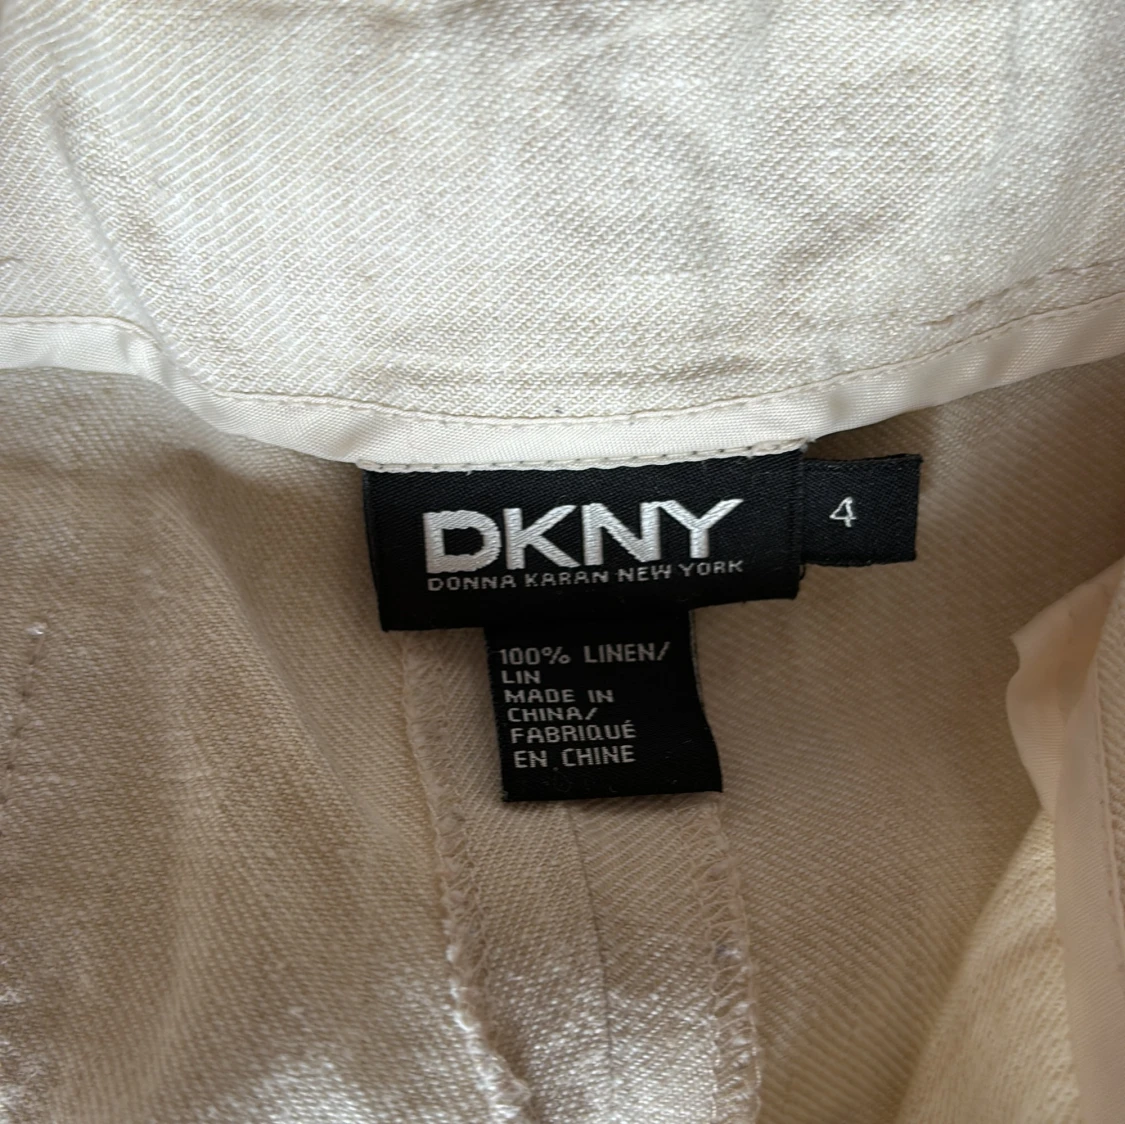 DKNY
DONNA KARAN NEW YORK
4
100% LINEN/
LIN
MADE IN
CHINA/
FABRIQUÉ
EN CHINE